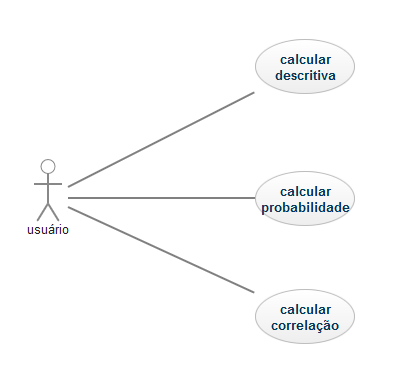 calcular
descritiva
calcular
probabilidade
usuário
calcular
correlação